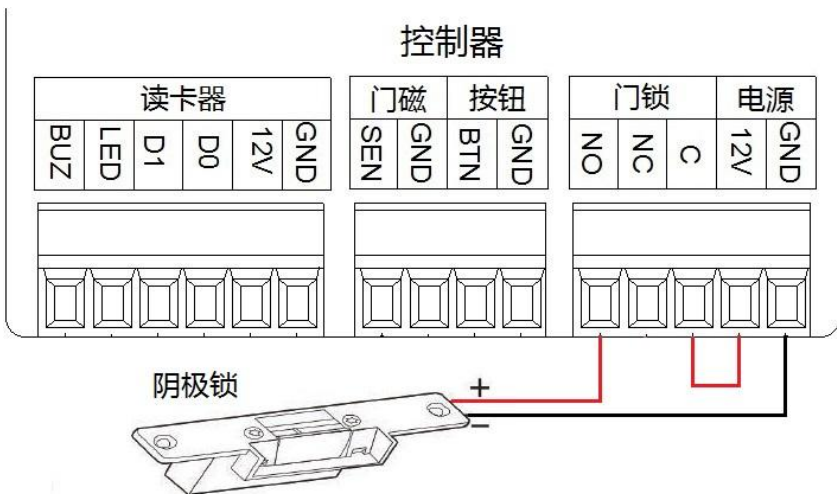 控制器
读卡器 门磁 按钮 门锁 电源
BUZ LED D1 D0 12V GND SEN GND BTN GND NO NC C 12V GND
阴极锁
+
−